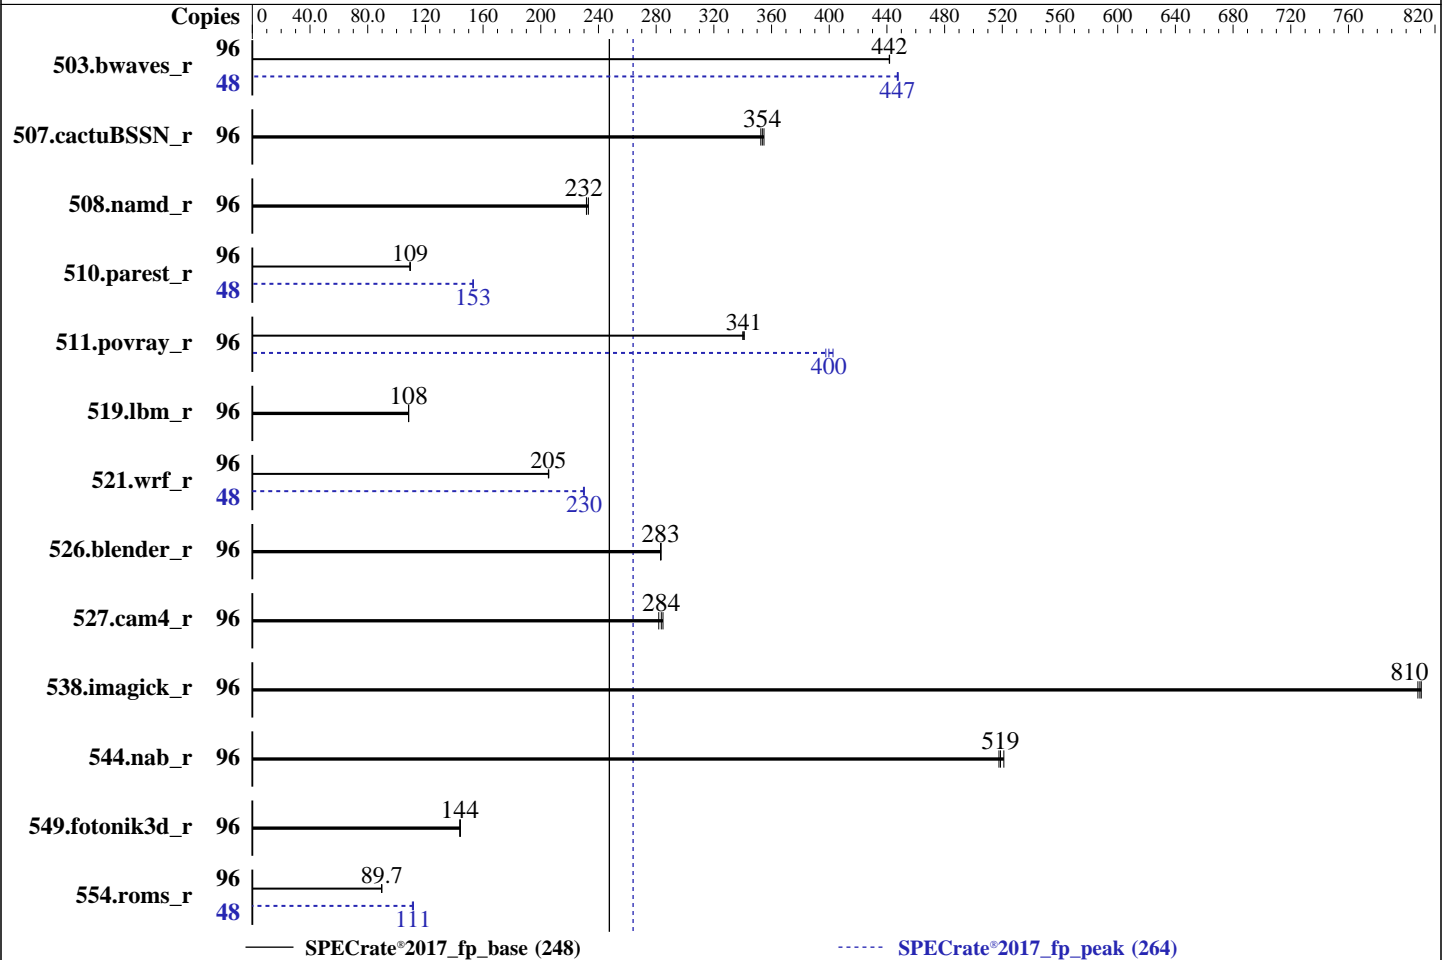 Copies 0 40.0 80.0 120 160 200 240 280 320 360 400 440 480 520 560 600 640 680 720 760 820
503.bwaves_r 96 442
48 447
507.cactuBSSN_r 96 354
508.namd_r 96 232
510.parest_r 96 109
48 153
511.povray_r 96 341
400
519.lbm_r 96 108
521.wrf_r 96 205
48 230
526.blender_r 96 283
527.cam4_r 96 284
538.imagick_r 96 810
544.nab_r 96 519
549.fotonik3d_r 96 144
554.roms_r 96 89.7
48 111
SPECrate®2017_fp_base (248) SPECrate®2017_fp_peak (264)